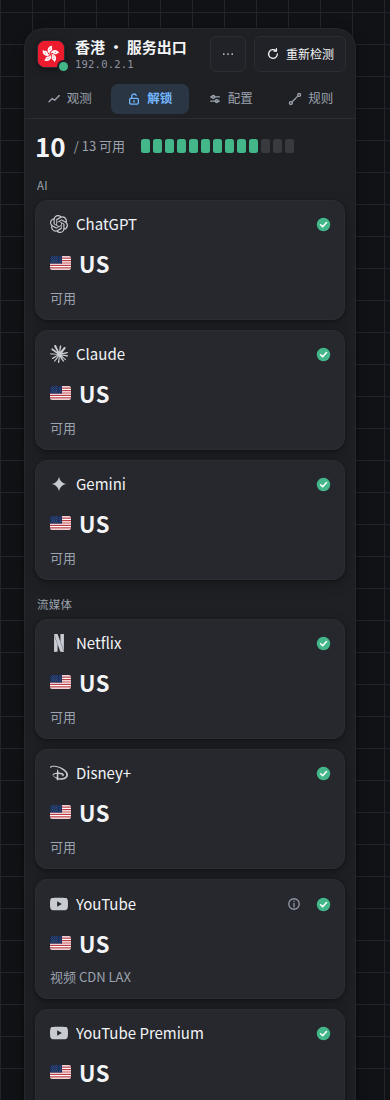 香港 · 服务出口
192.0.2.1
···
重新检测
观测
解锁
配置
规则
10 / 13 可用
AI
ChatGPT
US
可用
Claude
US
可用
Gemini
US
可用
流媒体
Netflix
US
可用
Disney+
US
可用
YouTube
US
视频 CDN LAX
YouTube Premium
US